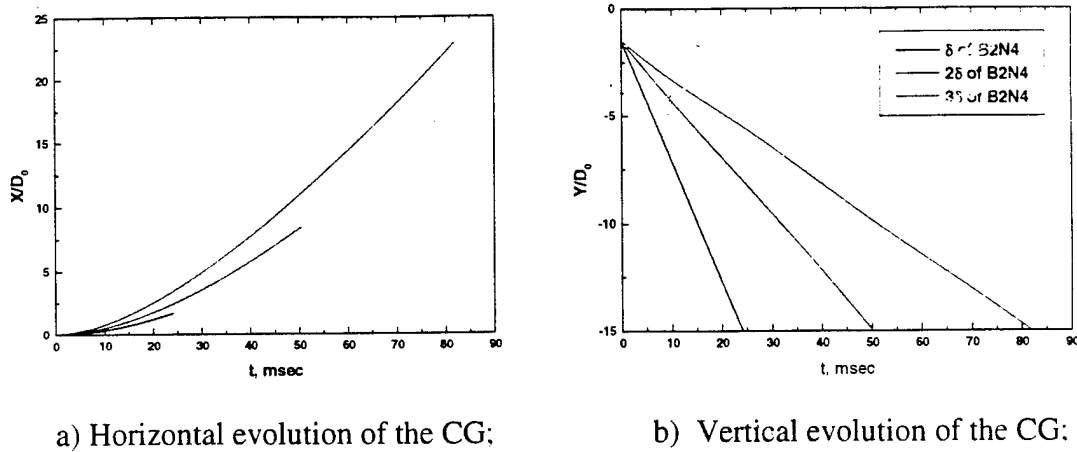 25
20
15
10
5
0
X/D₀
0 10 20 30 40 50 60 70 80 90
t, msec
a) Horizontal evolution of the CG;
0
-5
-10
-15
Y/D₀
δ of B2N4
2δ of B2N4
3δ of B2N4
0 10 20 30 40 50 60 70 80 90
t, msec
b) Vertical evolution of the CG;